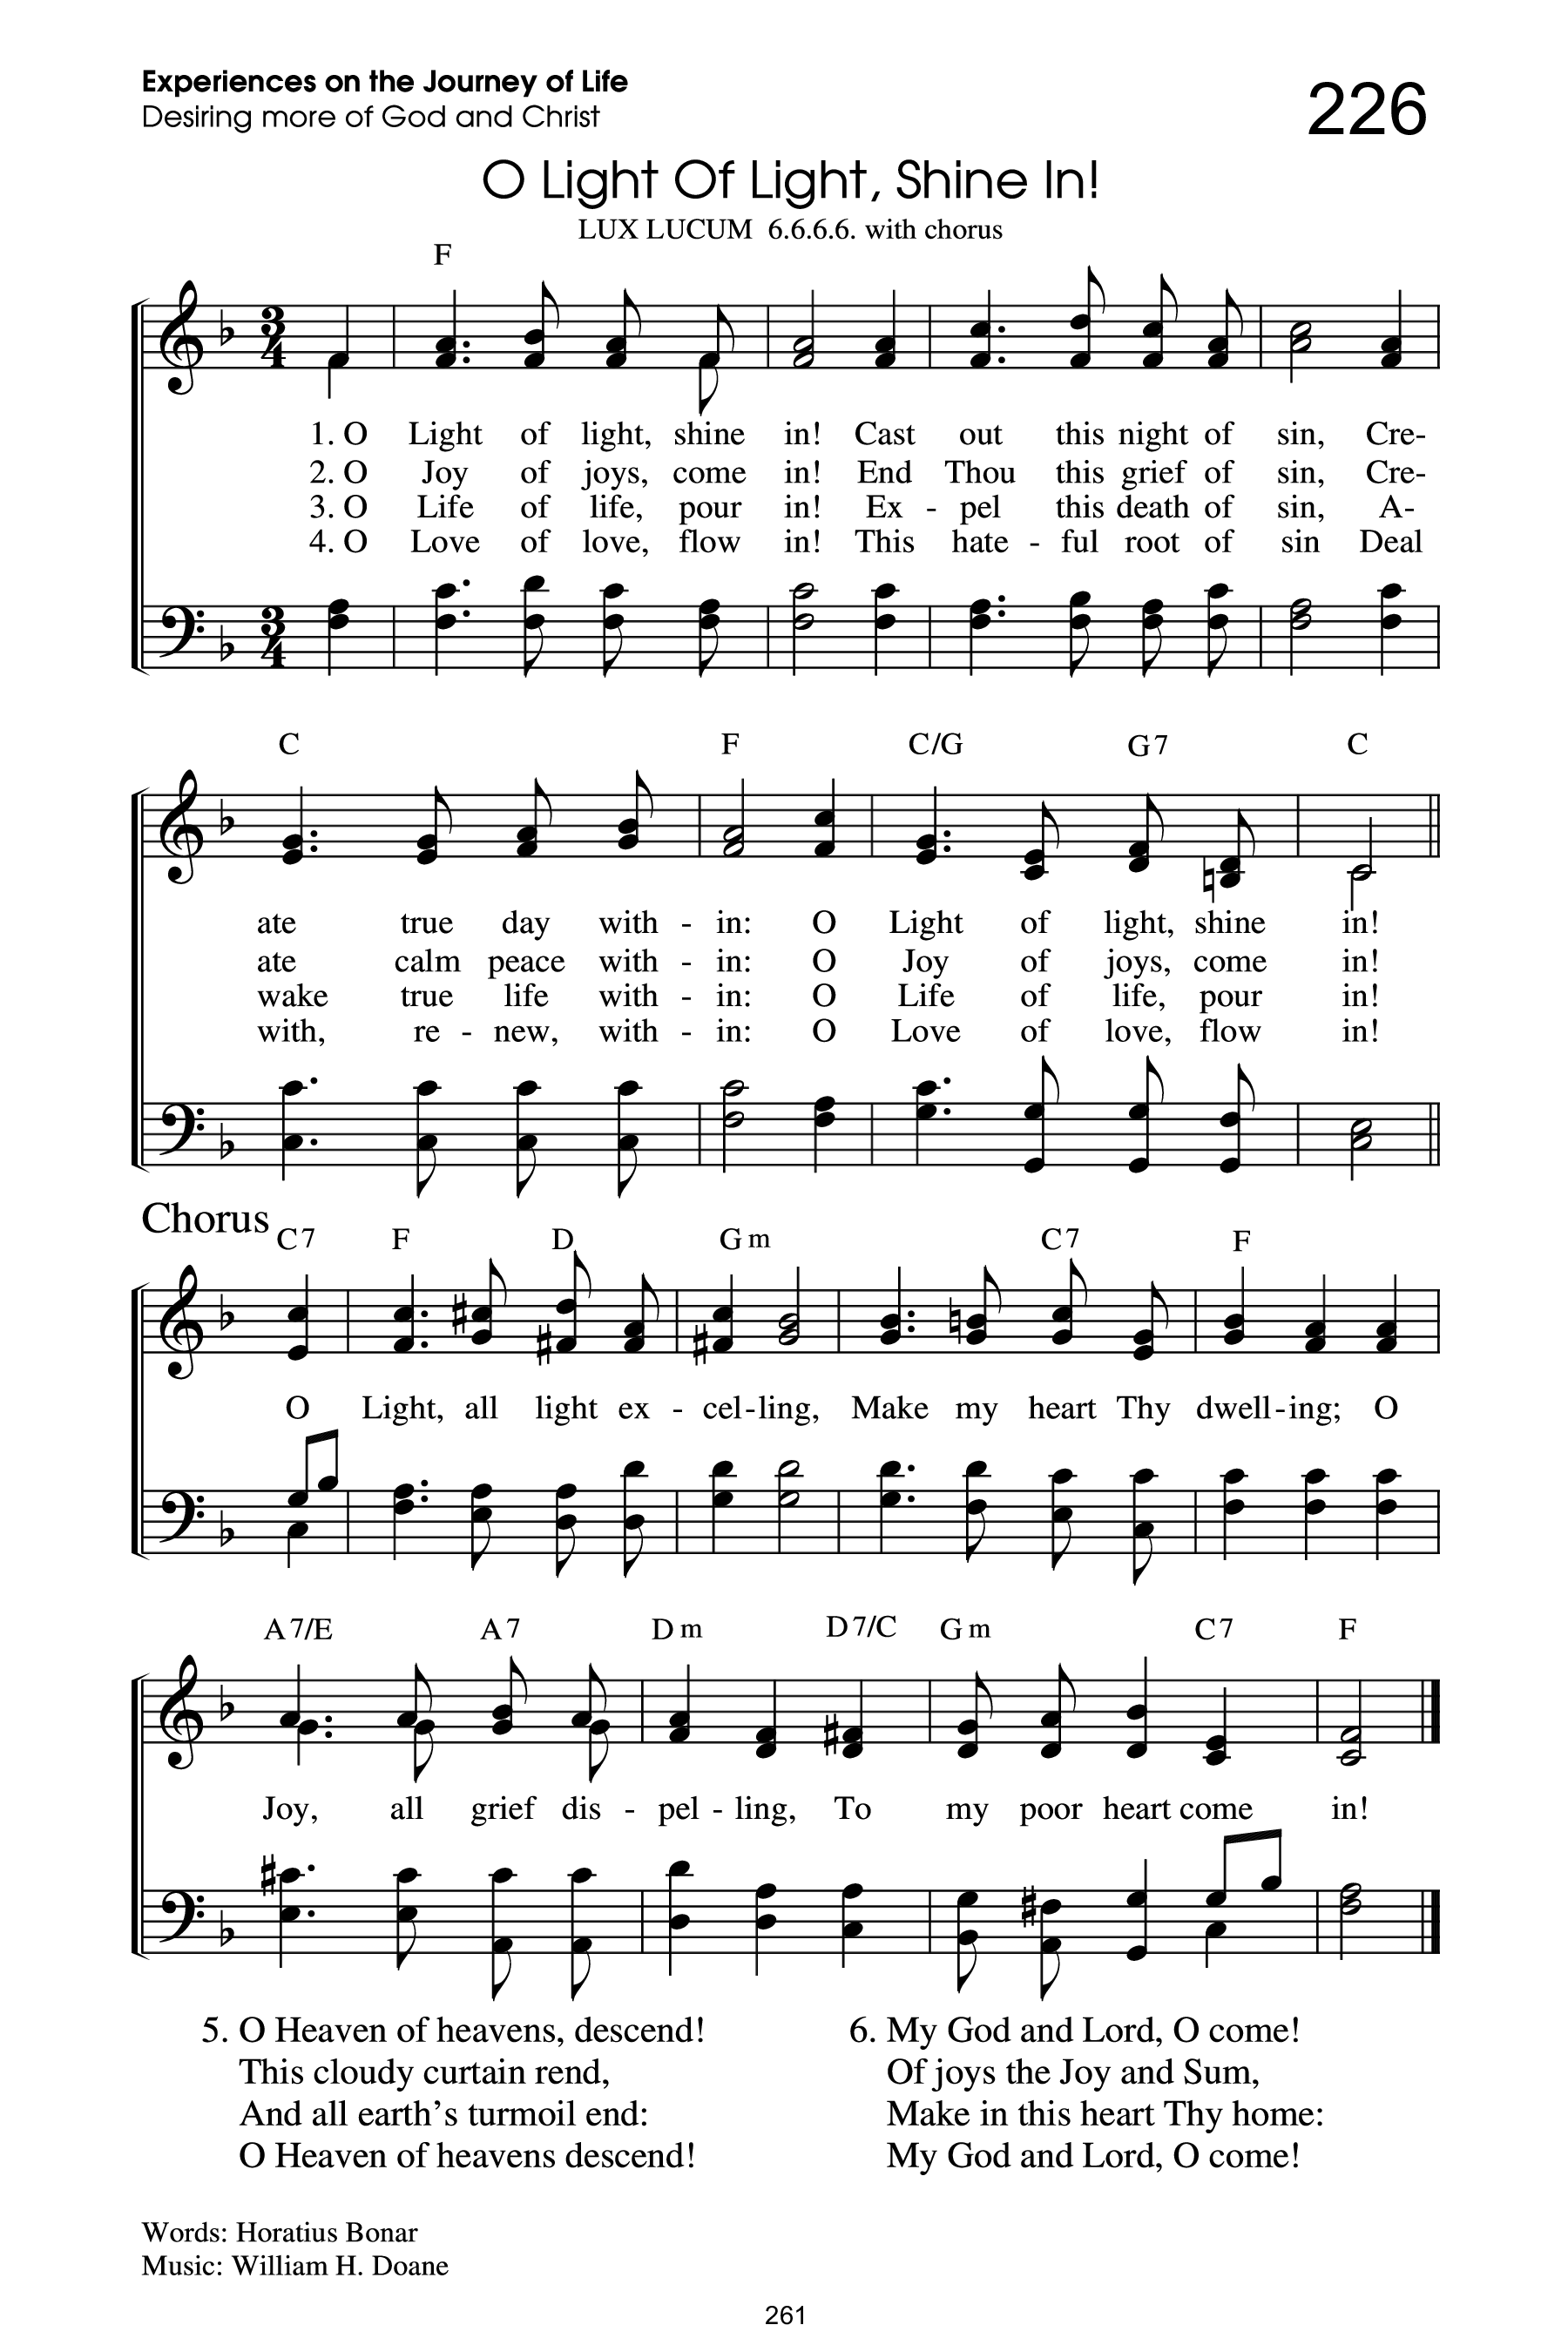 Experiences on the Journey of Life
Desiring more of God and Christ
226
O Light Of Light, Shine In!
LUX LUCUM 6.6.6.6. with chorus
F
3 4
1. O Light of light, shine in! Cast out this night of sin, Cre-
2. O Joy of joys, come in! End Thou this grief of sin, Cre-
3. O Life of life, pour in! Ex - pel this death of sin, A-
4. O Love of love, flow in! This hate - ful root of sin Deal
3 4
C F C/G G7 C
ate true day with - in: O Light of light, shine in!
ate calm peace with - in: O Joy of joys, come in!
wake true life with - in: O Life of life, pour in!
with, re - new, with - in: O Love of love, flow in!
Chorus
C7 F D Gm C7 F
O Light, all light ex - cel-ling, Make my heart Thy dwell-ing; O
A7/E A7 Dm D7/C Gm C7 F
Joy, all grief dis - pel - ling, To my poor heart come in!
5. O Heaven of heavens, descend!
This cloudy curtain rend,
And all earth's turmoil end:
O Heaven of heavens descend!
6. My God and Lord, O come!
Of joys the Joy and Sum,
Make in this heart Thy home:
My God and Lord, O come!
Words: Horatius Bonar
Music: William H. Doane
261